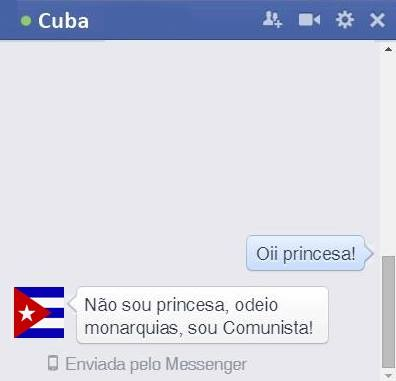 Cuba
Oii princesa!
Não sou princesa, odeio
monarquias, sou Comunista!
Enviada pelo Messenger